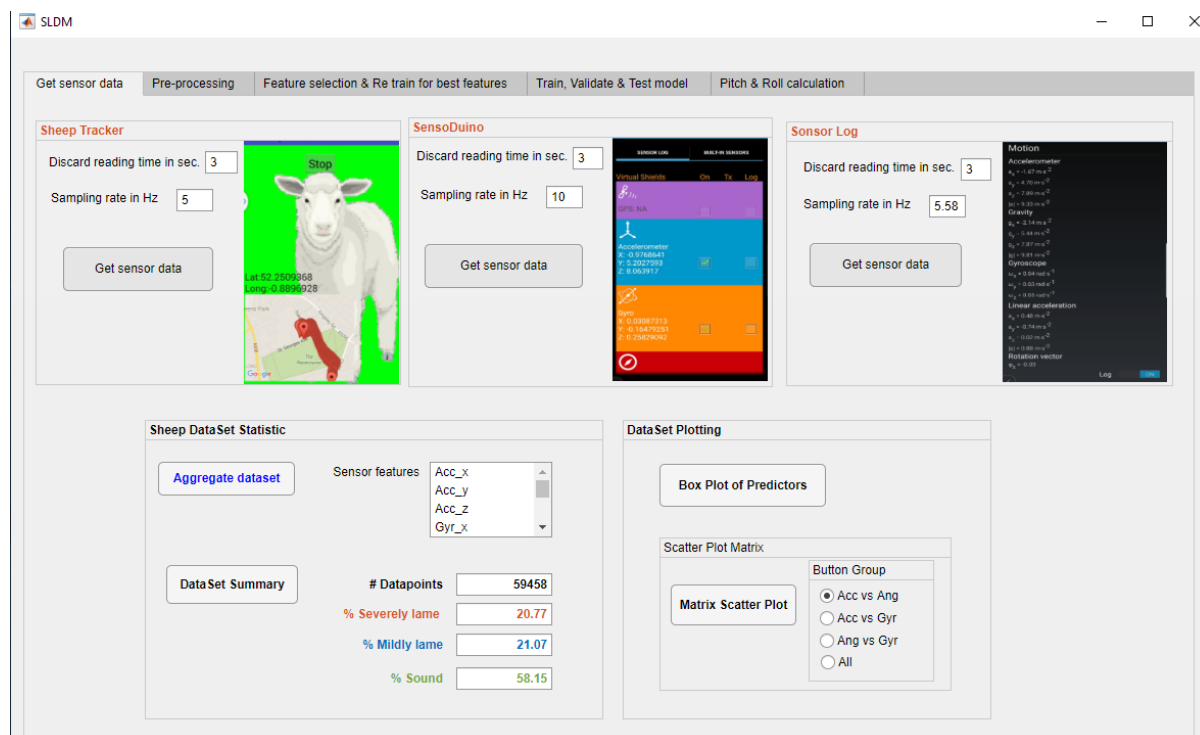 SLDM
Get sensor data
Pre-processing
Feature selection & Re train for best features
Train, Validate & Test model
Pitch & Roll calculation
Sheep Tracker
Discard reading time in sec. 3
Sampling rate in Hz 5
Get sensor data
Stop
Lat:52.2509368
Long:-0.8896928
Google
SensoDuino
Discard reading time in sec. 3
Sampling rate in Hz 10
Get sensor data
SENSOR LOG BUILT-IN SENSORS
Virtual Shields On Tx Log
GPS: NA
Accelerometer
X: -0.9768641
Y: 5.2027593
Z: 8.063917
Gyro
X: 0.03087313
Y: -0.16479251
Z: 0.25829092
Sonsor Log
Discard reading time in sec. 3
Sampling rate in Hz 5.58
Get sensor data
Motion
Accelerometer
Gravity
Gyroscope
Linear acceleration
Rotation vector
Log ON
Sheep DataSet Statistic
Aggregate dataset
Sensor features
Acc_x
Acc_y
Acc_z
Gyr_x
DataSet Summary
# Datapoints 59458
% Severely lame 20.77
% Mildly lame 21.07
% Sound 58.15
DataSet Plotting
Box Plot of Predictors
Scatter Plot Matrix
Matrix Scatter Plot
Button Group
Acc vs Ang
Acc vs Gyr
Ang vs Gyr
All